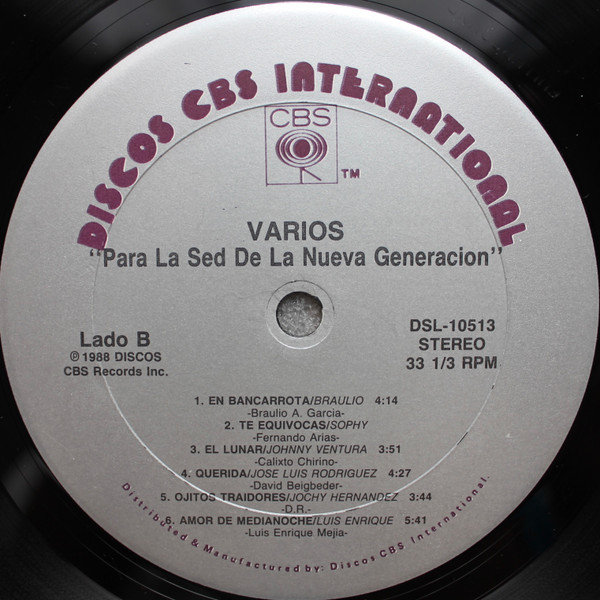 DISCOS CBS INTERNATIONAL
CBS
TM
VARIOS
"Para La Sed De La Nueva Generacion"
Lado B
℗ 1988 DISCOS
CBS Records Inc.
DSL-10513
STEREO
33 1/3 RPM
1. EN BANCARROTA/BRAULIO 4:14
-Braulio A. Garcia-
2. TE EQUIVOCAS/SOPHY
-Fernando Arias-
3. EL LUNAR/JOHNNY VENTURA 3:51
-Calixto Chirino-
4. QUERIDA/JOSE LUIS RODRIGUEZ 4:27
-David Beigbeder-
5. OJITOS TRAIDORES/JOCHY HERNANDEZ 3:44
-D.R.-
6. AMOR DE MEDIANOCHE/LUIS ENRIQUE 5:41
-Luis Enrique Mejia-
Distributed & Manufactured by: Discos CBS International.